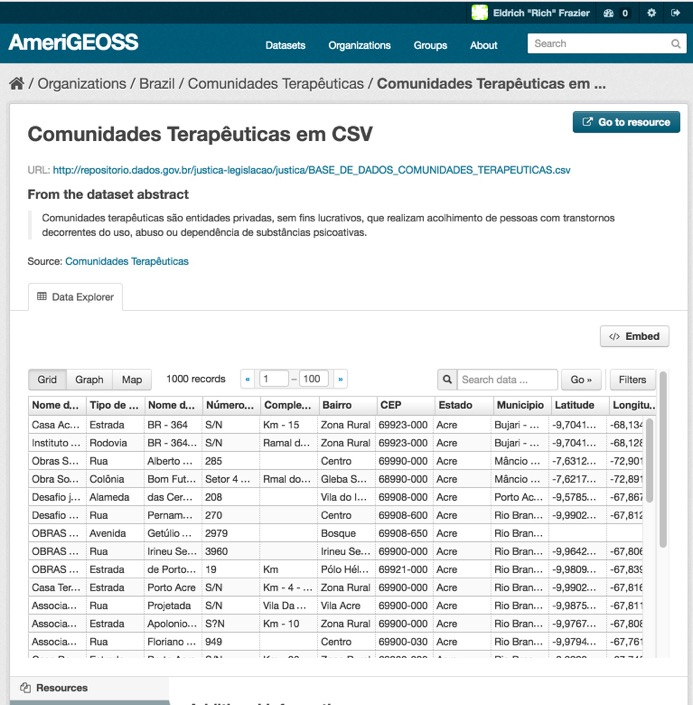 Eldrich "Rich" Frazier 0
AmeriGEOSS Datasets Organizations Groups About Search
/ Organizations / Brazil / Comunidades Terapêuticas / Comunidades Terapêuticas em ...
Go to resource
Comunidades Terapêuticas em CSV
URL: http://repositorio.dados.gov.br/justica-legislacao/justica/BASE_DE_DADOS_COMUNIDADES_TERAPEUTICAS.csv
From the dataset abstract
Comunidades terapêuticas são entidades privadas, sem fins lucrativos, que realizam acolhimento de pessoas com transtornos
decorrentes do uso, abuso ou dependência de substâncias psicoativas.
Source: Comunidades Terapêuticas
Data Explorer
</> Embed
Grid Graph Map 1000 records « 1 – 100 » Search data ... Go » Filters
Nome d... Tipo de ... Nome d... Número... Comple... Bairro CEP Estado Municipio Latitude Longitu...
Casa Ac... Estrada BR - 364 S/N Km - 15 Zona Rural 69923-000 Acre Bujari - ... -9,7041... -68,134
Instituto ... Rodovia BR - 364... S/N Ramal d... Zona Rural 69923-000 Acre Bujari - ... -9,7041... -68,128
Obras S... Rua Alberto ... 285 Centro 69990-000 Acre Mâncio ... -7,6312... -72,901
Obra So... Colônia Bom Fut... Setor 4 ... Rmal do... Gleba S... 68990-000 Acre Mâncio ... -7,6217... -72,891
Desafio j... Alameda das Cer... 208 Vila do I... 69908-000 Acre Porto Ac... -9,5785... -67,867
Desafio ... Rua Pernam... 270 Centro 69908-600 Acre Rio Bran... -9,9902... -67,812
OBRAS ... Avenida Getúlio ... 2979 Bosque 69908-650 Acre Rio Bran...
OBRAS ... Rua Irineu Se... 3960 Irineu Se... 69900-000 Acre Rio Bran... -9,9642... -67,806
OBRAS ... Estrada de Porto... 19 Km Pólo Hél... 69921-000 Acre Rio Bran... -9,9809... -67,839
Casa Ter... Estrada Porto Acre S/N Km - 4 - ... Zona Rural 69900-000 Acre Rio Bran... -9,9902... -67,816
Associa... Rua Projetada S/N Vila Da ... Vila Acre 69900-000 Acre Rio Bran... -9,9875... -67,811
Associa... Estrada Apolonio... S?N Km - 10 Zona Rural 69900-000 Acre Rio Bran... -9,9767... -67,808
Associa... Rua Floriano ... 949 Centro 69900-030 Acre Rio Bran... -9,9794... -67,761
Resources